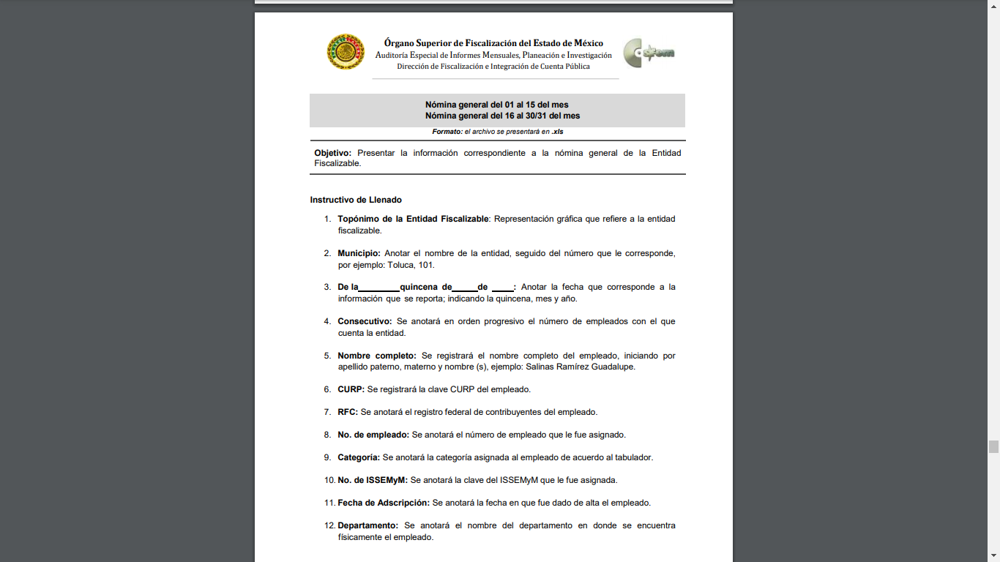 Órgano Superior de Fiscalización del Estado de México
Auditoría Especial de Informes Mensuales, Planeación e Investigación
Dirección de Fiscalización e Integración de Cuenta Pública
osfem
Nómina general del 01 al 15 del mes
Nómina general del 16 al 30/31 del mes
Formato: el archivo se presentará en .xls
Objetivo: Presentar la información correspondiente a la nómina general de la Entidad
Fiscalizable.
Instructivo de Llenado
1. Topónimo de la Entidad Fiscalizable: Representación gráfica que refiere a la entidad
fiscalizable.
2. Municipio: Anotar el nombre de la entidad, seguido del número que le corresponde,
por ejemplo: Toluca, 101.
3. De la_________quincena de______de _____: Anotar la fecha que corresponde a la
información que se reporta; indicando la quincena, mes y año.
4. Consecutivo: Se anotará en orden progresivo el número de empleados con el que
cuenta la entidad.
5. Nombre completo: Se registrará el nombre completo del empleado, iniciando por
apellido paterno, materno y nombre (s), ejemplo: Salinas Ramírez Guadalupe.
6. CURP: Se registrará la clave CURP del empleado.
7. RFC: Se anotará el registro federal de contribuyentes del empleado.
8. No. de empleado: Se anotará el número de empleado que le fue asignado.
9. Categoría: Se anotará la categoría asignada al empleado de acuerdo al tabulador.
10. No. de ISSEMyM: Se anotará la clave del ISSEMyM que le fue asignada.
11. Fecha de Adscripción: Se anotará la fecha en que fue dado de alta el empleado.
12. Departamento: Se anotará el nombre del departamento en donde se encuentra
físicamente el empleado.